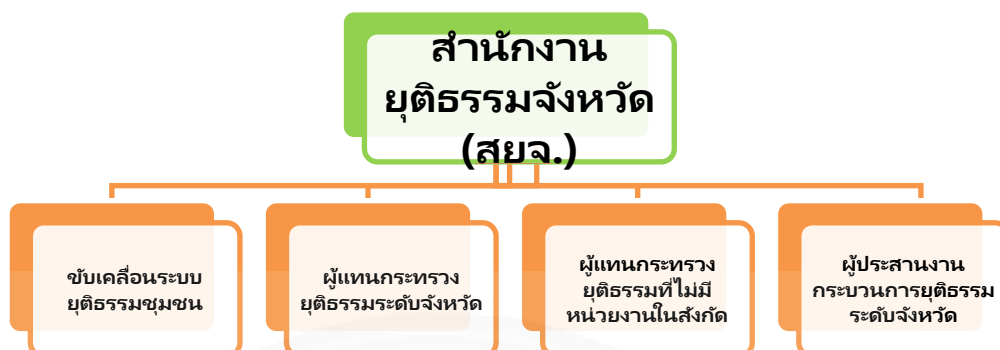 สำนักงาน
ยุติธรรมจังหวัด
(สยจ.)
ขับเคลื่อนระบบ
ยุติธรรมชุมชน
ผู้แทนกระทรวง
ยุติธรรมระดับจังหวัด
ผู้แทนกระทรวง
ยุติธรรมที่ไม่มี
หน่วยงานในสังกัด
ผู้ประสานงาน
กระบวนการยุติธรรม
ระดับจังหวัด